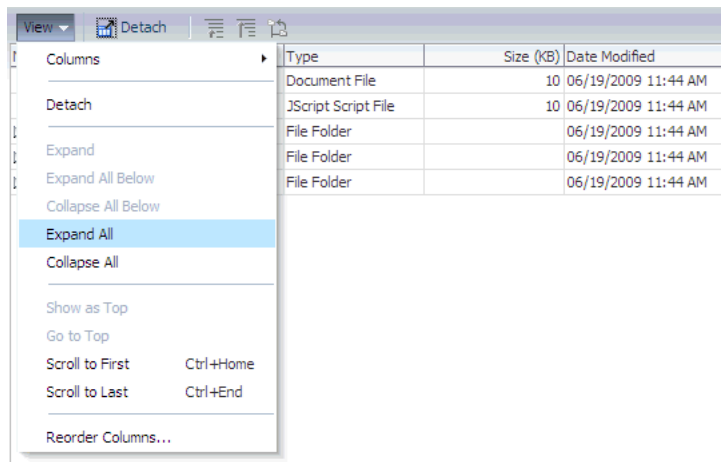 View Detach
Type Size (KB) Date Modified
Columns
Document File 10 06/19/2009 11:44 AM
Detach
JScript Script File 10 06/19/2009 11:44 AM
File Folder 06/19/2009 11:44 AM
Expand
File Folder 06/19/2009 11:44 AM
Expand All Below
File Folder 06/19/2009 11:44 AM
Collapse All Below
Expand All
Collapse All
Show as Top
Go to Top
Scroll to First Ctrl+Home
Scroll to Last Ctrl+End
Reorder Columns...